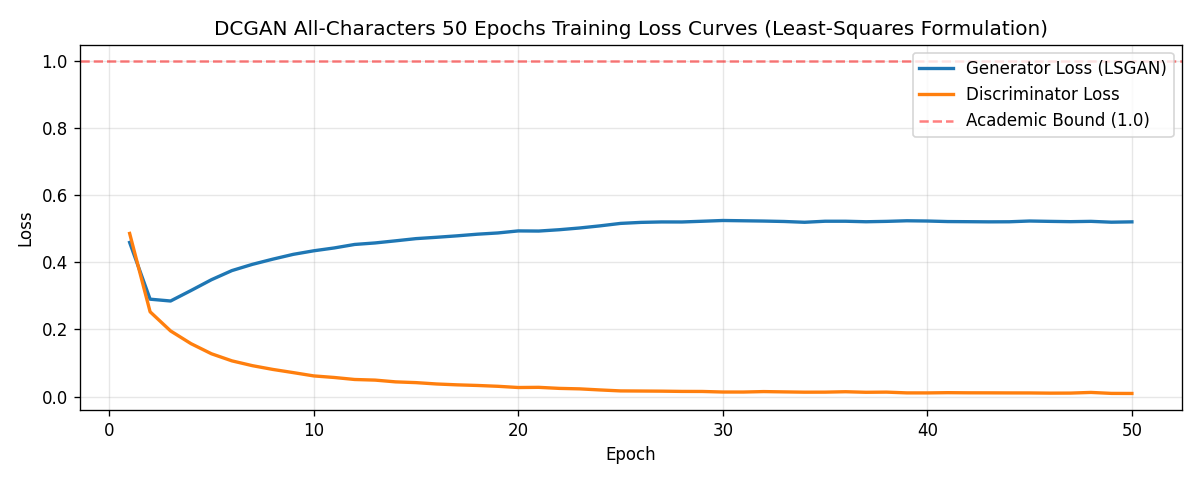 DCGAN All-Characters 50 Epochs Training Loss Curves (Least-Squares Formulation)
Generator Loss (LSGAN)
Discriminator Loss
Academic Bound (1.0)
Loss
1.0
0.8
0.6
0.4
0.2
0.0
0 10 20 30 40 50
Epoch